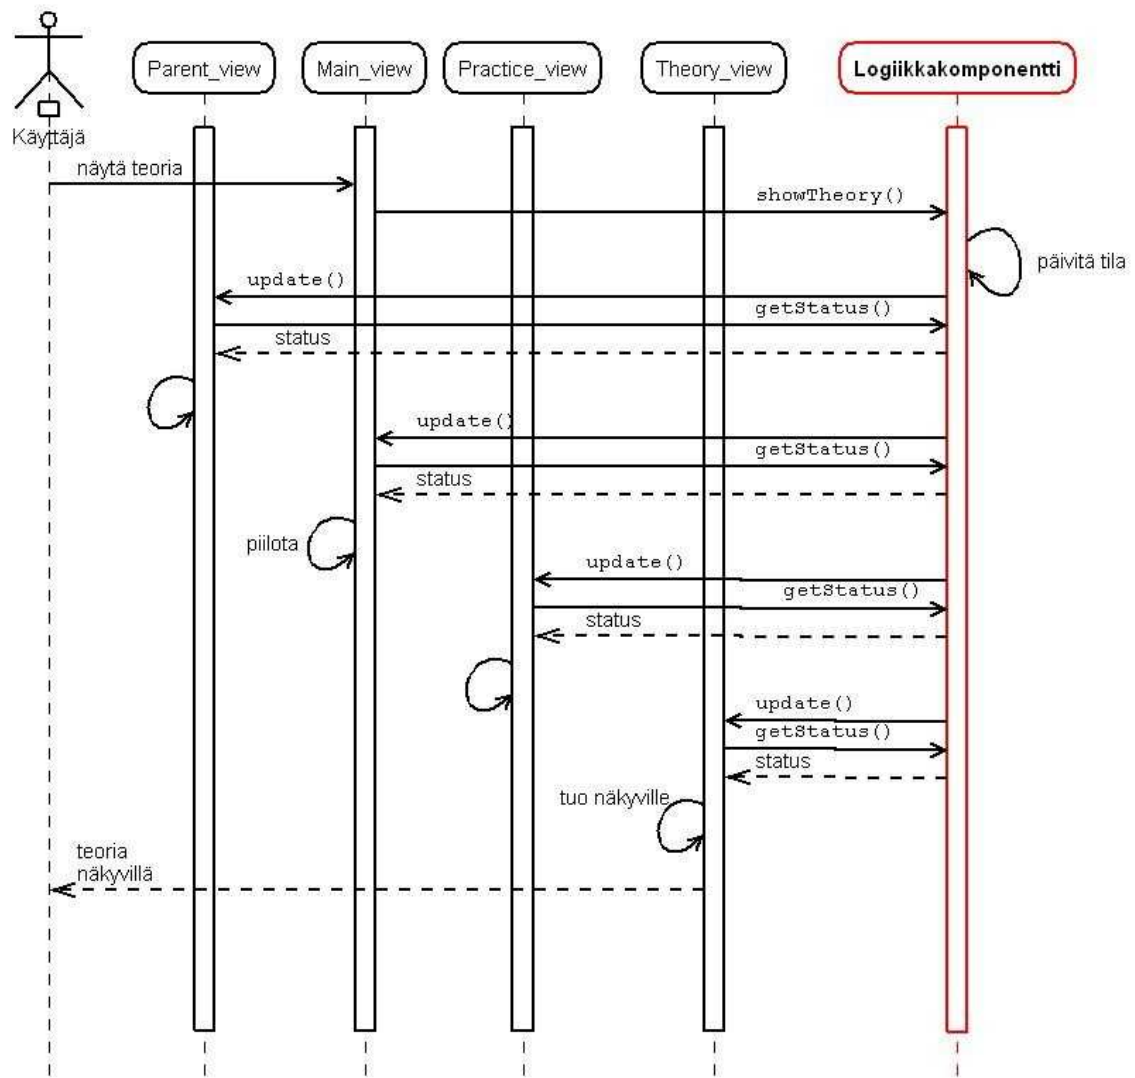 Parent_view
Main_view
Practice_view
Theory_view
Logiikkakomponentti
Käyttäjä
näytä teoria
showTheory()
päivitä tila
update()
getStatus()
status
update()
getStatus()
status
piilota
update()
getStatus()
status
update()
getStatus()
status
tuo näkyville
teoria
näkyvillä